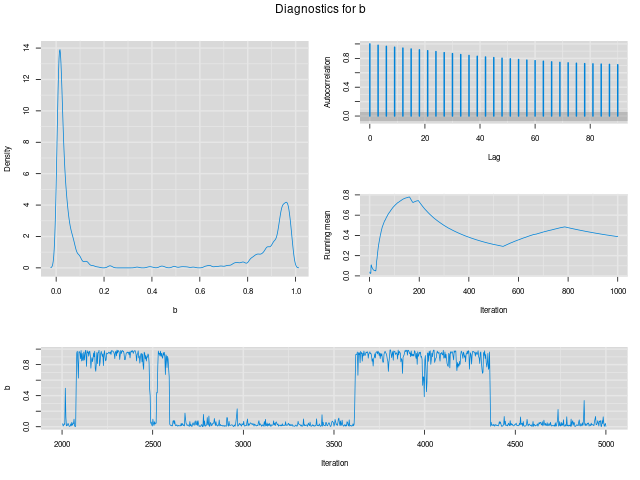 Diagnostics for b
Density
0 2 4 6 8 10 12 14
0.0 0.2 0.4 0.6 0.8 1.0
b
Autocorrelation
0.0 0.4 0.8
0 20 40 60 80
Lag
Running mean
0.0 0.2 0.4 0.6 0.8
0 200 400 600 800 1000
Iteration
b
0.0 0.4 0.8
2000 2500 3000 3500 4000 4500 5000
Iteration